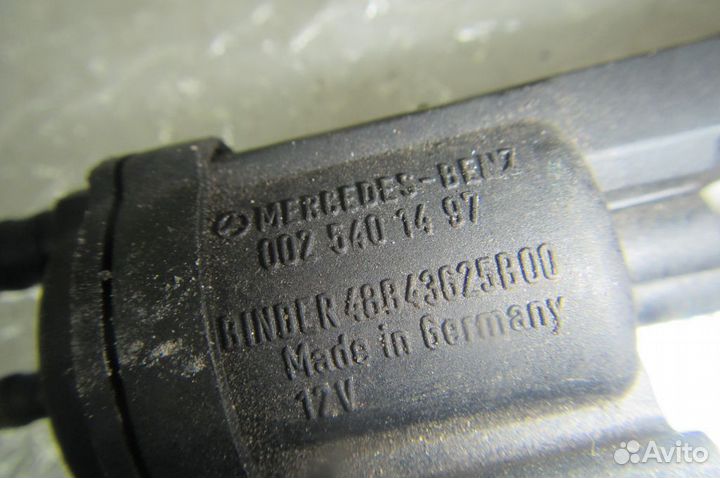 MERCEDES-BENZ
002 540 14 97
BINDER 48843625B00
Made in Germany
12V
Avito